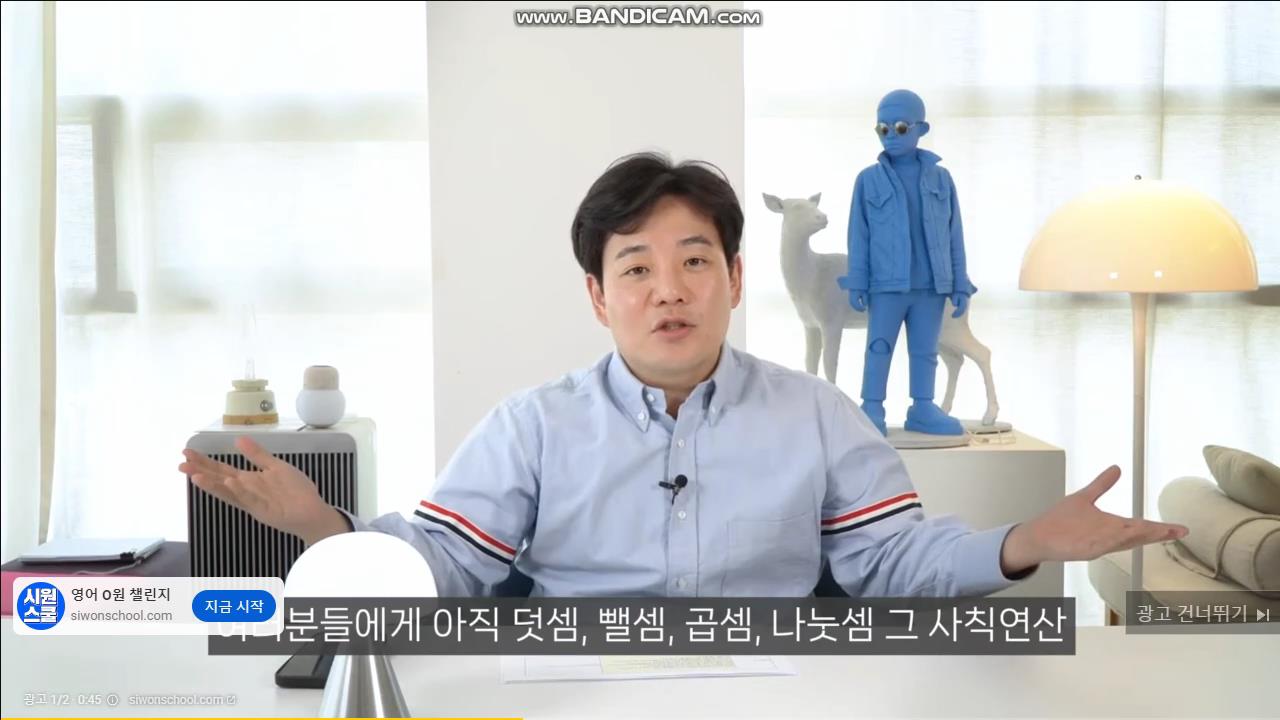 www.BANDICAM.com
시원
스쿨
영어 0원 챌린지
siwonschool.com
지금 시작
여러분들에게 아직 덧셈, 뺄셈, 곱셈, 나눗셈 그 사칙연산
광고 건너뛰기
광고 1/2 · 0:45
siwonschool.com